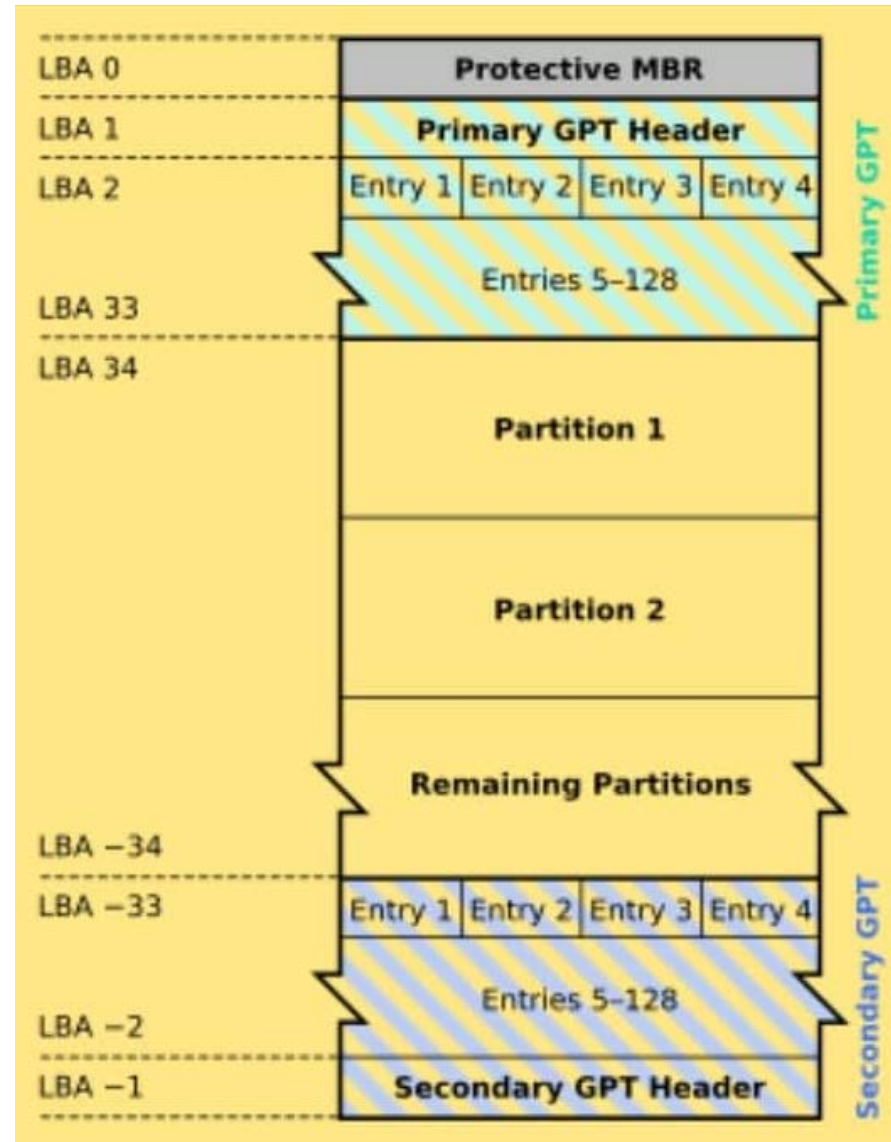 LBA 0
Protective MBR
LBA 1
Primary GPT Header
LBA 2
Entry 1 Entry 2 Entry 3 Entry 4
Entries 5–128
LBA 33
Primary GPT
LBA 34
Partition 1
Partition 2
Remaining Partitions
LBA −34
LBA −33
Entry 1 Entry 2 Entry 3 Entry 4
Entries 5–128
LBA −2
LBA −1
Secondary GPT Header
Secondary GPT